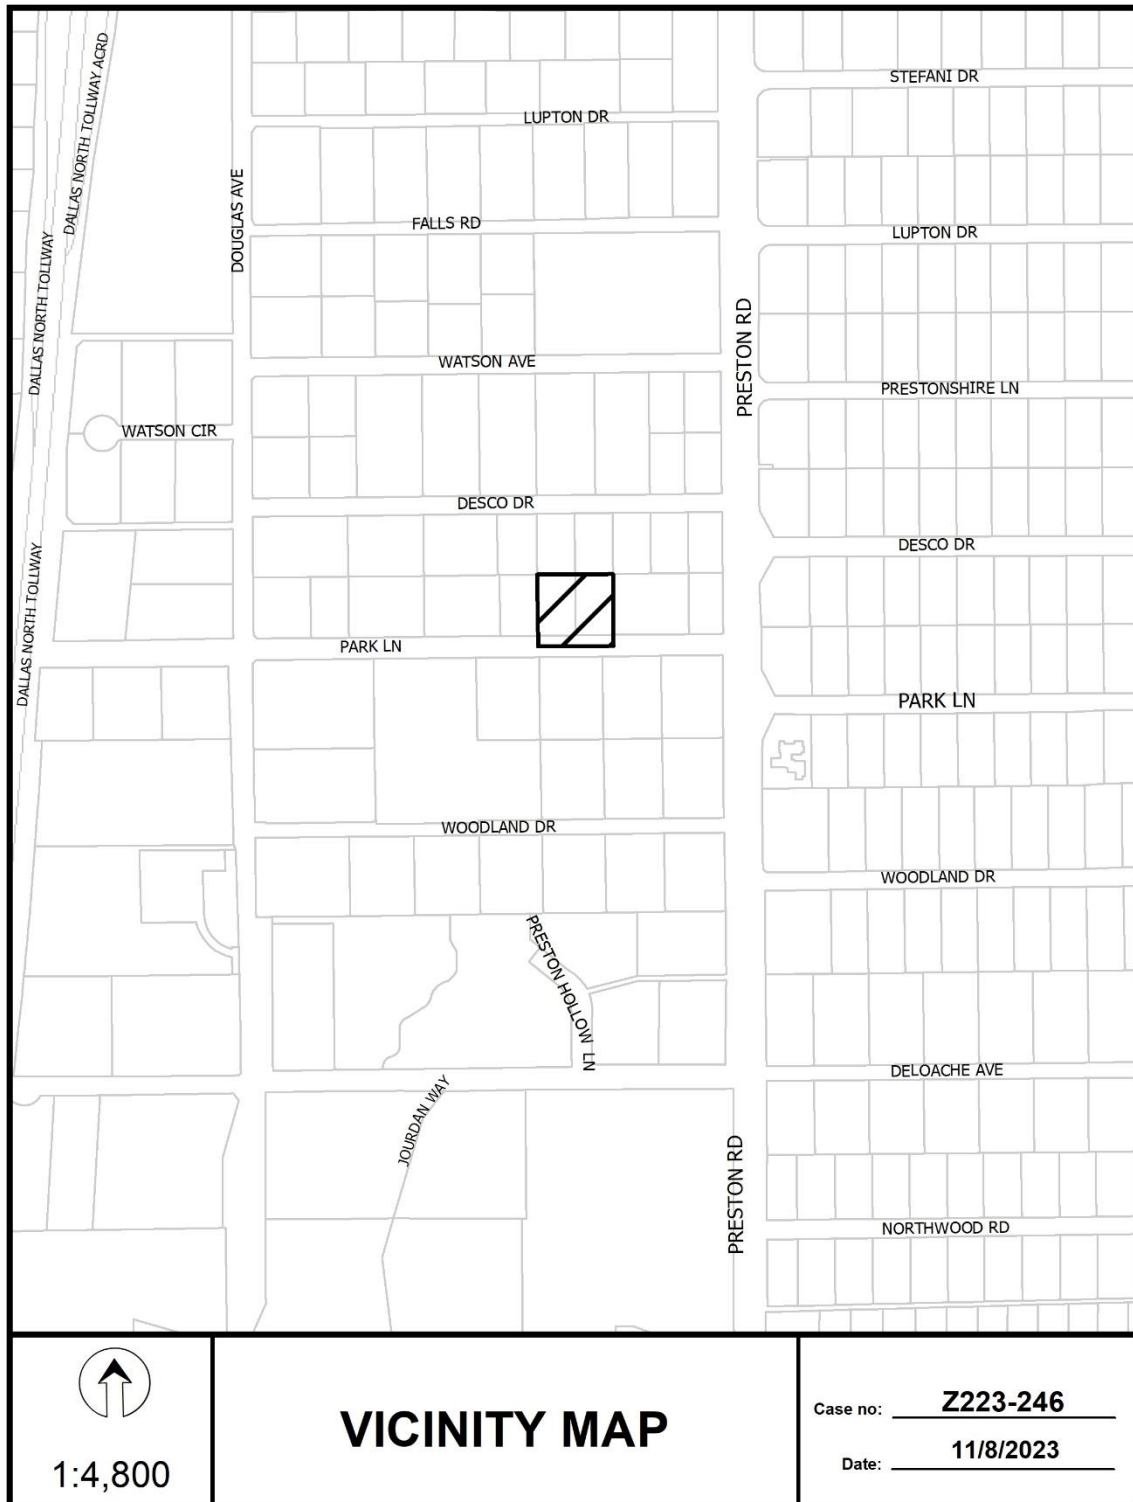 STEFANI DR
LUPTON DR
DALLAS NORTH TOLLWAY ACRD
DOUGLAS AVE
FALLS RD
LUPTON DR
DALLAS NORTH TOLLWAY
PRESTON RD
WATSON AVE
PRESTONSHIRE LN
WATSON CIR
DESCO DR
DESCO DR
DALLAS NORTH TOLLWAY
PARK LN
PARK LN
WOODLAND DR
WOODLAND DR
PRESTON HOLLOW LN
DELOACHE AVE
JOURDAN WAY
PRESTON RD
NORTHWOOD RD
1:4,800
VICINITY MAP
Case no: Z223-246
Date: 11/8/2023